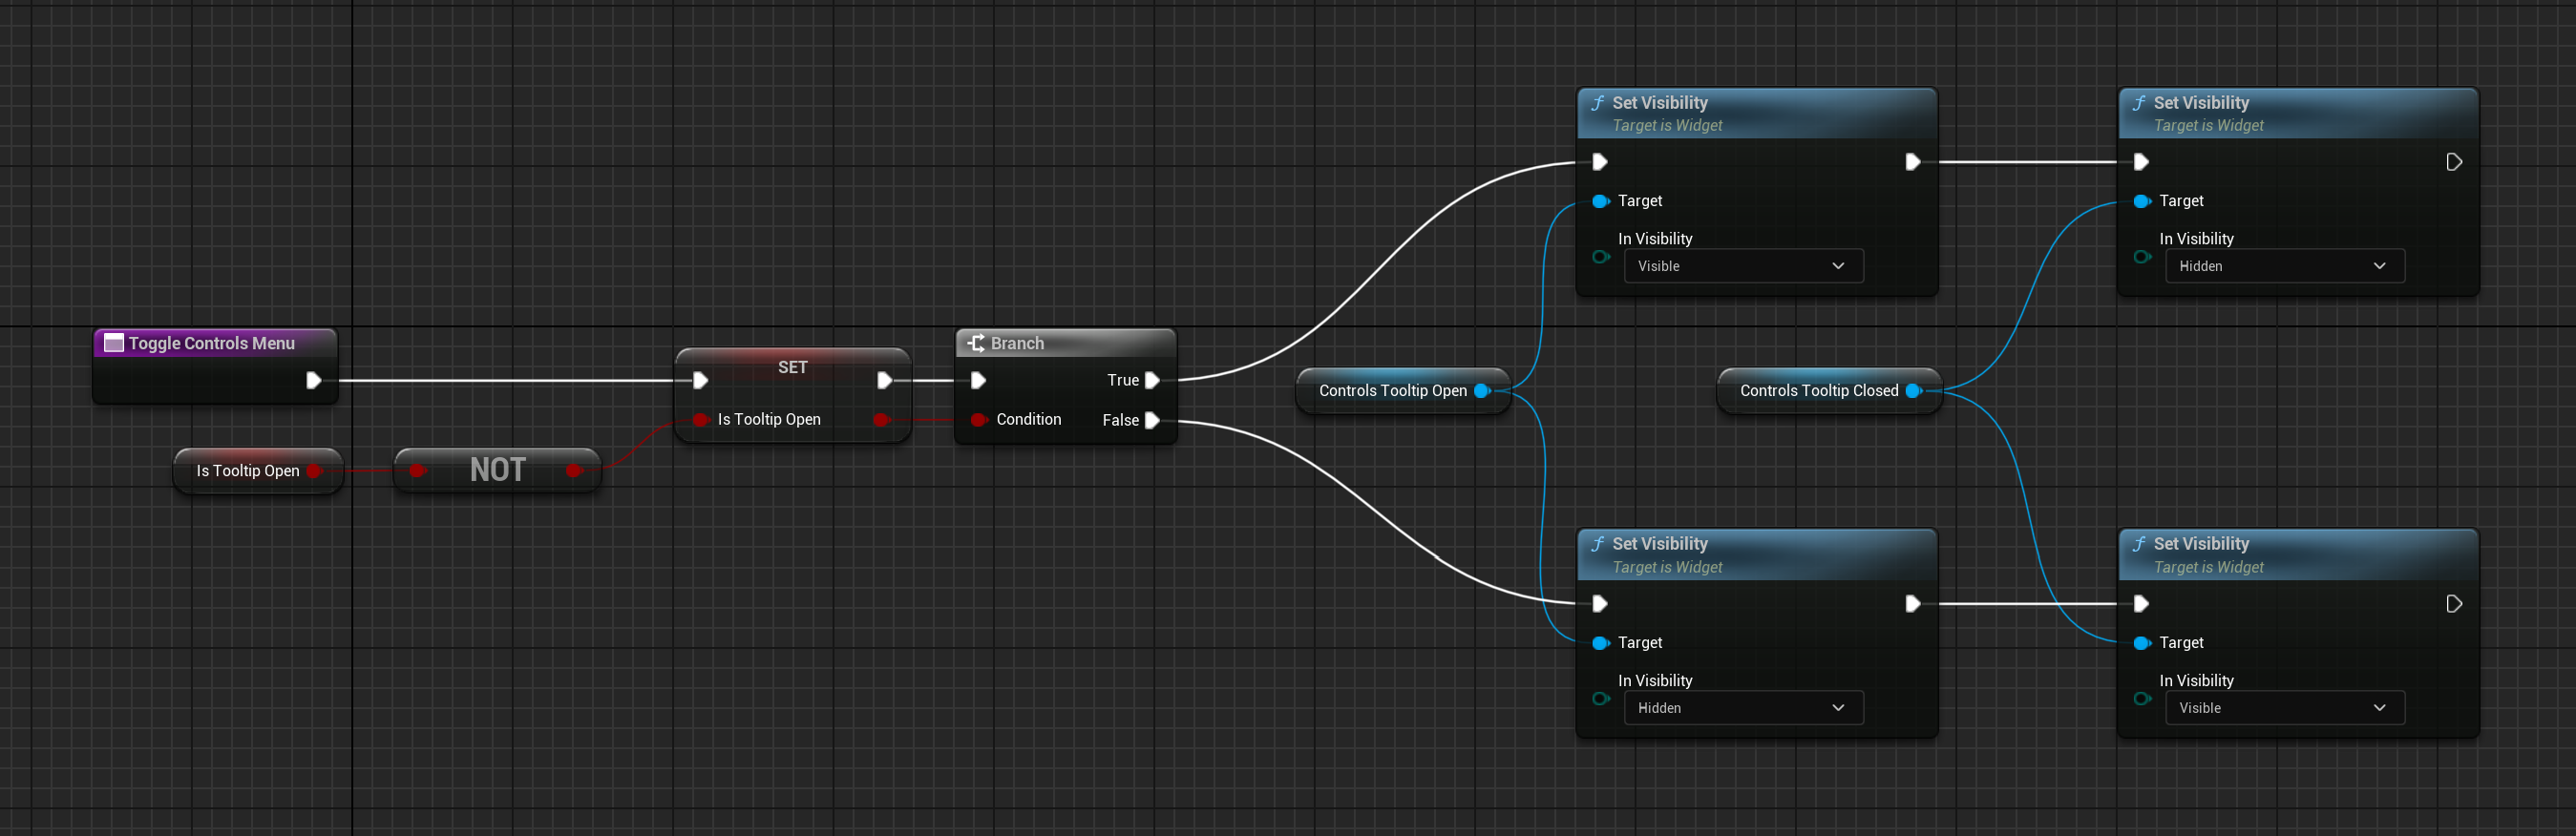 Toggle Controls Menu
Is Tooltip Open
NOT
SET
Is Tooltip Open
Branch
True
Condition
False
Controls Tooltip Open
Controls Tooltip Closed
f Set Visibility
Target is Widget
Target
In Visibility
Visible
f Set Visibility
Target is Widget
Target
In Visibility
Hidden
f Set Visibility
Target is Widget
Target
In Visibility
Hidden
f Set Visibility
Target is Widget
Target
In Visibility
Visible